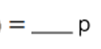 = ____ p